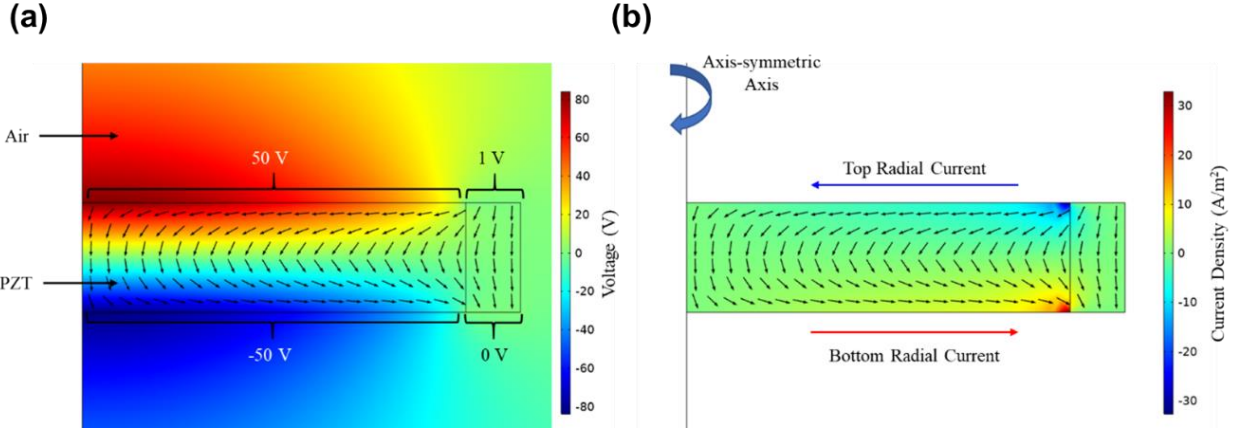 (a)
Air
PZT
50 V
1 V
-50 V
0 V
80
60
40
20
0
-20
-40
-60
-80
Voltage (V)
(b)
Axis-symmetric
Axis
Top Radial Current
Bottom Radial Current
30
20
10
0
-10
-20
-30
Current Density (A/m²)